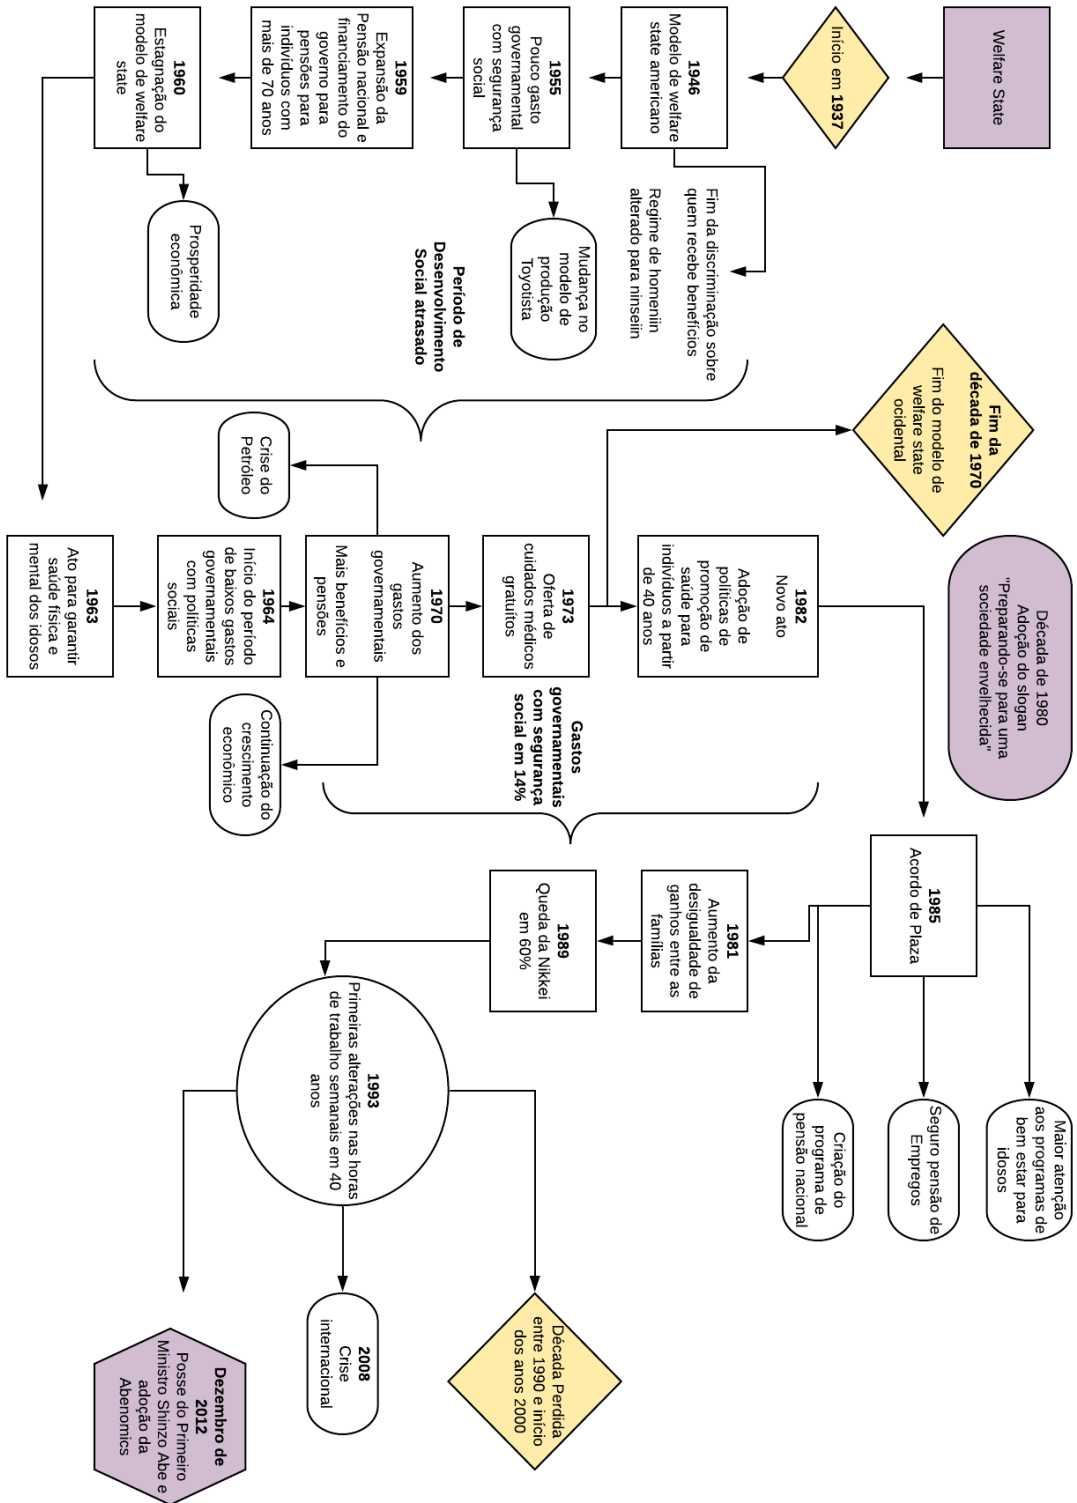 Welfare State
Início em 1937
1946
Modelo de welfare
state americano
Fim da discriminação sobre
quem recebe benefícios
Regime de homeniin
alterado para ninseiin
1955
Pouco gasto
governamental
com segurança
social
Mudança no
modelo de
produção
Toyotista
1959
Expansão da
Pensão nacional e
financiamento do
governo para
pensões para
indivíduos com
mais de 70 anos
1960
Estagnação do
modelo de welfare
state
Prosperidade
econômica
Período de
Desenvolvimento
Social atrasado
Fim da
década de 1970
Fim do modelo de
welfare state
ocidental
Década de 1980
Adoção do slogan
"Preparando-se para uma
sociedade envelhecida"
1982
Novo ato
Adoção de
políticas de
promoção de
saúde para
indivíduos a partir
de 40 anos
1973
Oferta de
cuidados médicos
gratuítos
1970
Aumento dos
gastos
governamentais
Mais benefícios e
pensões
Crise do
Petróleo
Continuação do
crescimento
econômico
1964
Início do período
de baixos gastos
governamentais
com políticas
sociais
1963
Ato para garantir
saúde física e
mental dos idosos
Gastos
governamentais
com segurança
social em 14%
1985
Acordo de Plaza
Maior atenção
aos programas de
bem estar para
idosos
Seguro pensão de
Empregos
Criação do
programa de
pensão nacional
1981
Aumento da
desigualdade de
ganhos entre as
famílias
1989
Queda da Nikkei
em 60%
1993
Primeiras alterações nas horas
de trabalho semanais em 40
anos
Década Perdida
entre 1990 e início
dos anos 2000
2008
Crise
internacional
Dezembro de
2012
Posse do Primeiro
Ministro Shinzo Abe e
adoção da
Abenomics